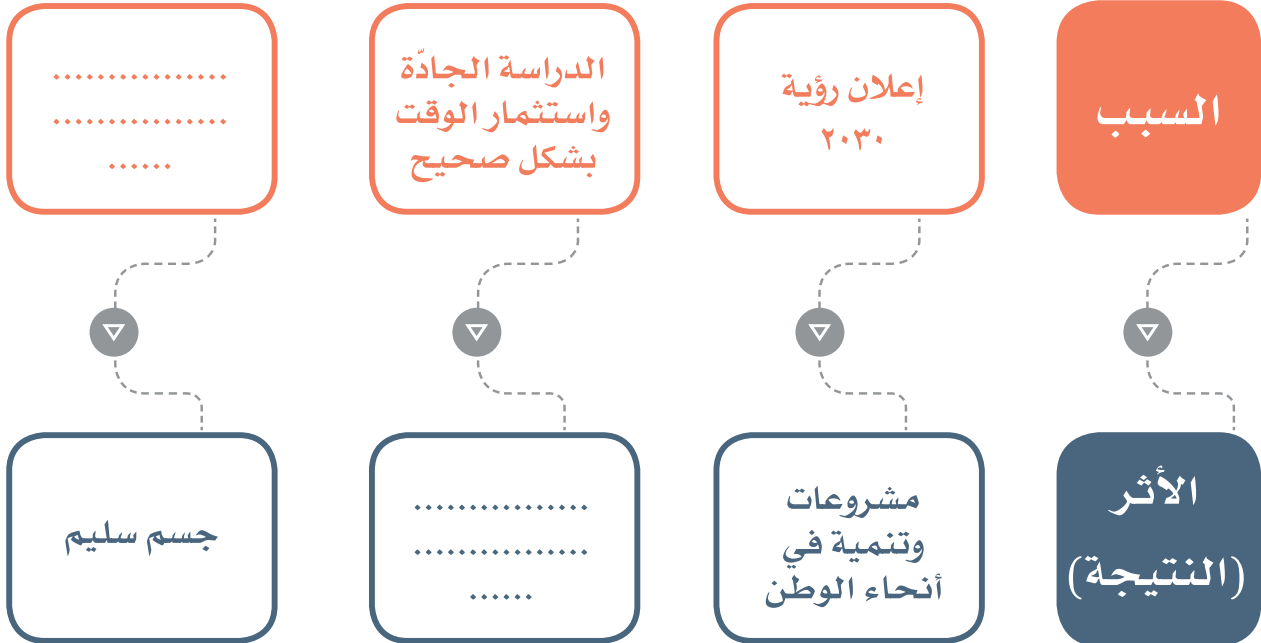 السبب
إعلان رؤية
٢٠٣٠
الدراسة الجادّة
واستثمار الوقت
بشكل صحيح
................
................
......
الأثر
(النتيجة)
مشروعات
وتنمية في
أنحاء الوطن
................
................
......
جسم سليم